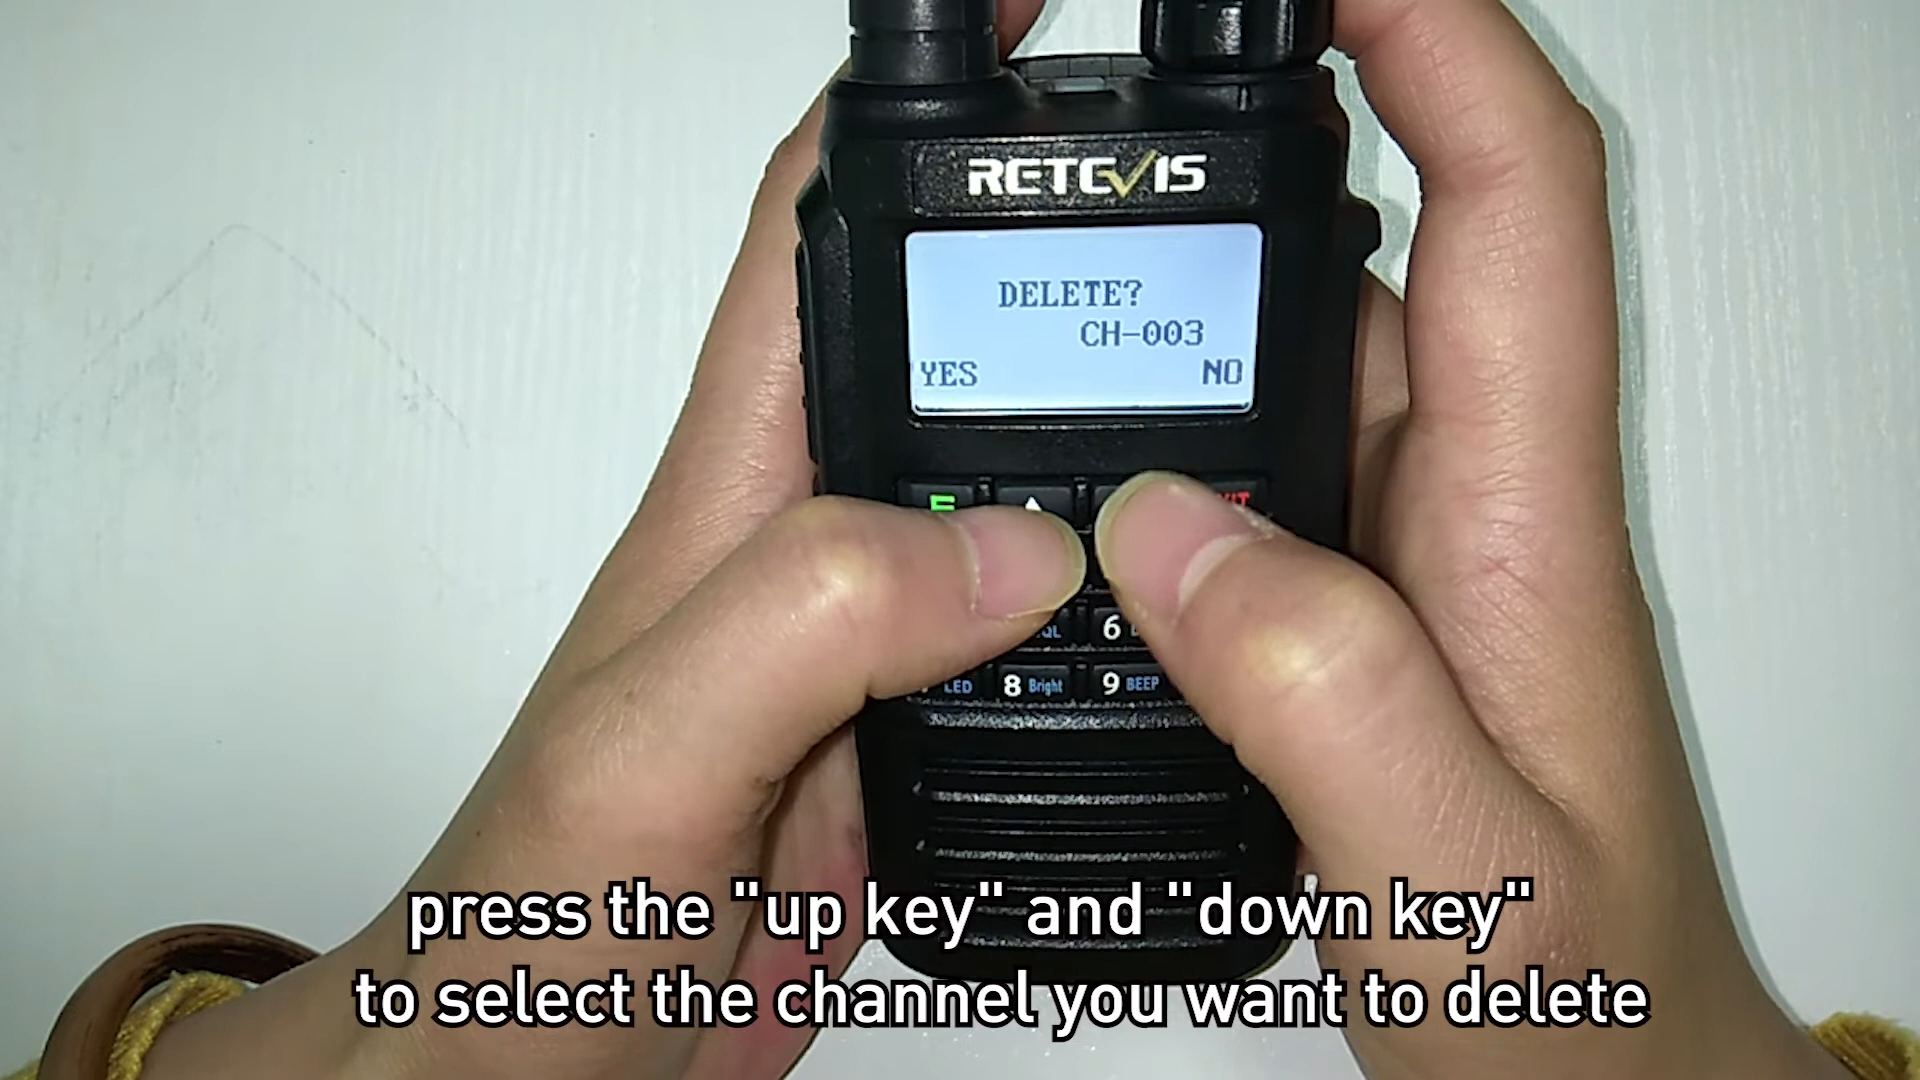 RETEVIS
DELETE?
CH-003
YES NO
6
LED 8 Bright 9 BEEP
press the "up key" and "down key"
to select the channel you want to delete